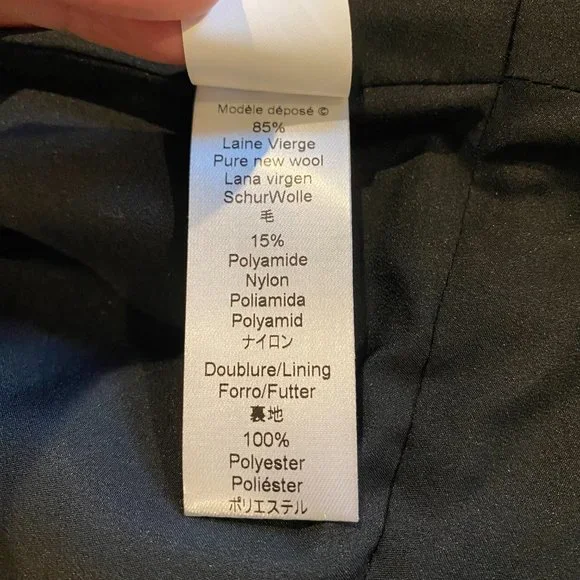 Modèle déposé ©
85%
Laine Vierge
Pure new wool
Lana virgen
SchurWolle
毛
15%
Polyamide
Nylon
Poliamida
Polyamid
ナイロン
Doublure/Lining
Forro/Futter
裏地
100%
Polyester
Poliéster
ポリエステル